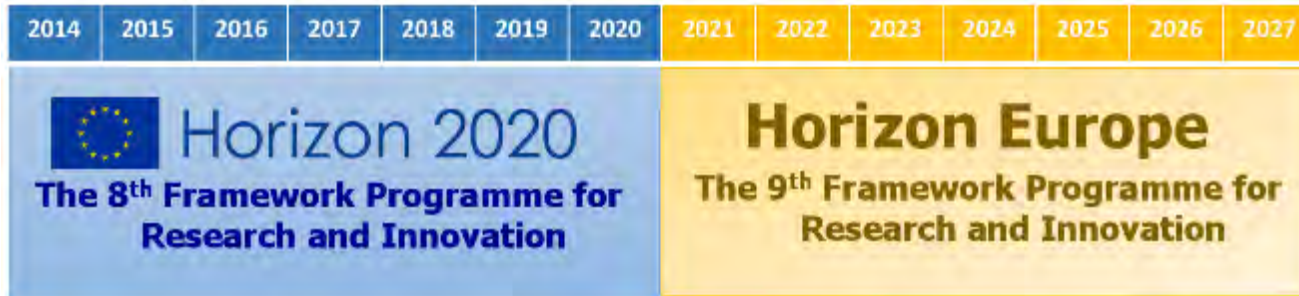 2014 2015 2016 2017 2018 2019 2020 2021 2022 2023 2024 2025 2026 2027
Horizon 2020
The 8th Framework Programme for
Research and Innovation
Horizon Europe
The 9th Framework Programme for
Research and Innovation